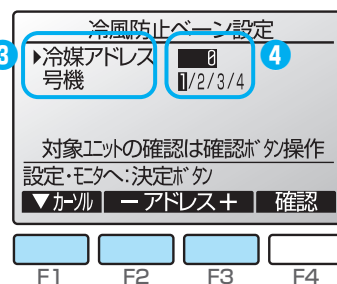 冷風防止ベーン設定
3 ▶冷媒アドレス 0 4
号機 1/2/3/4
対象ユニットの確認は確認ボタン操作
設定・モニタへ:決定ボタン
▼カーソル － アドレス＋ 確認
F1 F2 F3 F4